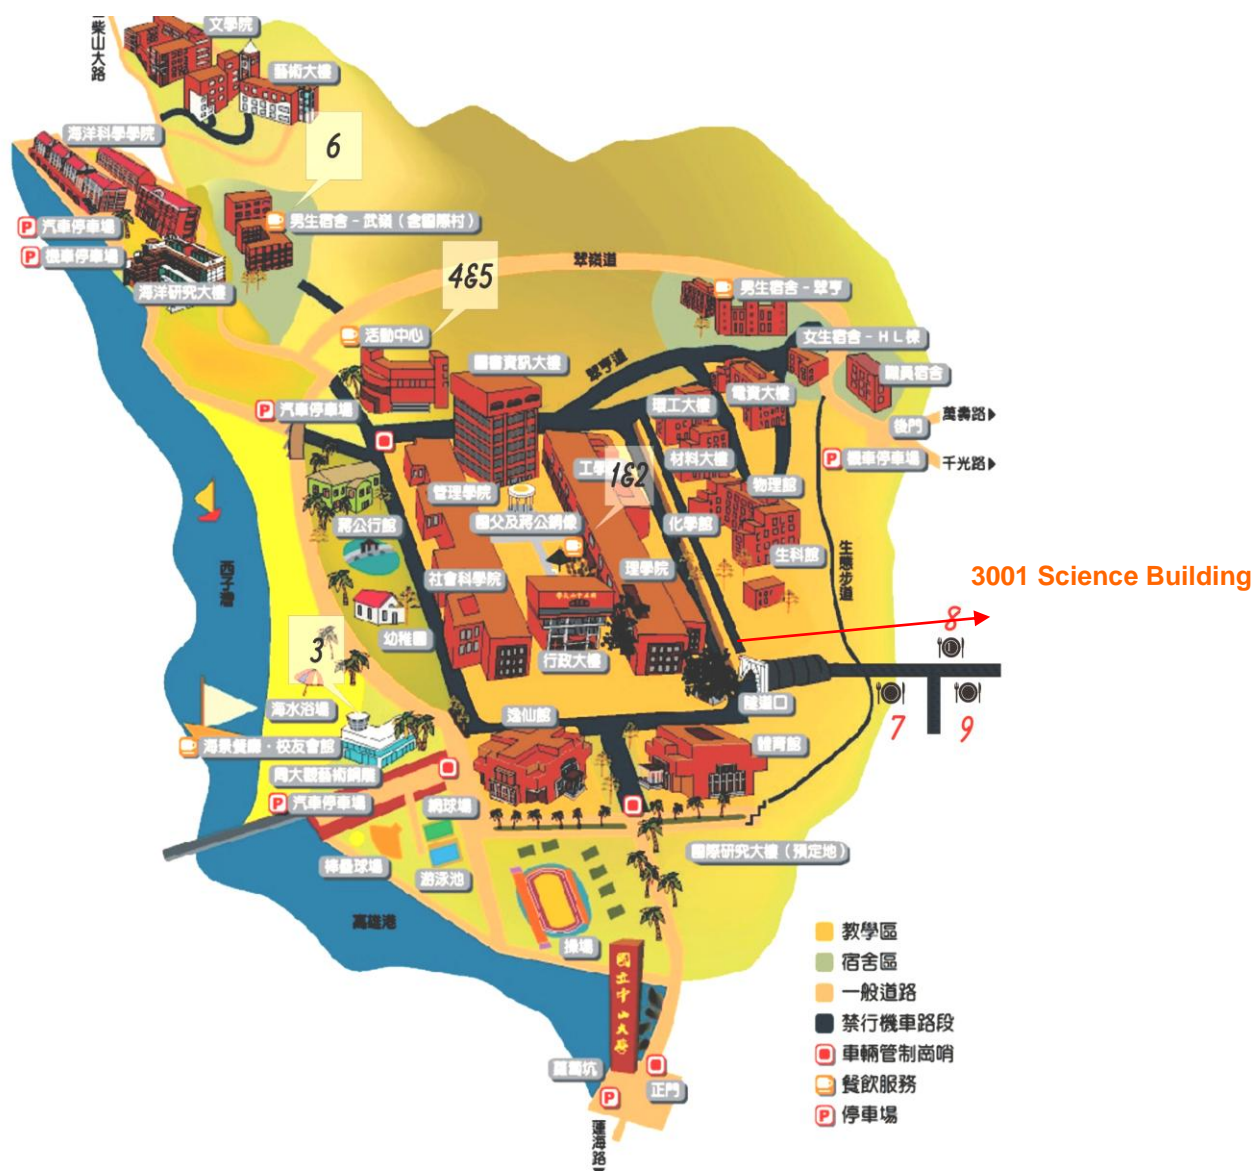 文學院
柴山大路
藝術大樓
海洋科學學院
6
P 汽車停車場
男生宿舍-武嶺(含國際村)
P 機車停車場
海洋研究大樓
翠嶺道
4&5
男生宿舍-翠亨
活動中心
女生宿舍-HL棟
圖書資訊大樓
翠亨道
職員宿舍
電資大樓
環工大樓
P 汽車停車場
萬壽路
後門
材料大樓
P 機車停車場
千光路
工學
1&2
管理學院
物理館
國父及蔣公銅像
化學館
蔣公行館
生科館
生態步道
西子灣
社會科學院
理學院
3001 Science Building
幼稚園
8
3
行政大樓
海水浴場
逸仙館
隧道口
7
9
海景餐廳・校友會館
體育館
周大觀藝術銅雕
P 汽車停車場
網球場
國際研究大樓(預定地)
棒壘球場
游泳池
高雄港
操場
教學區
國立中山大學
宿舍區
一般道路
禁行機車路段
車輛管制崗哨
正門
餐飲服務
P
P 停車場
蓮海路